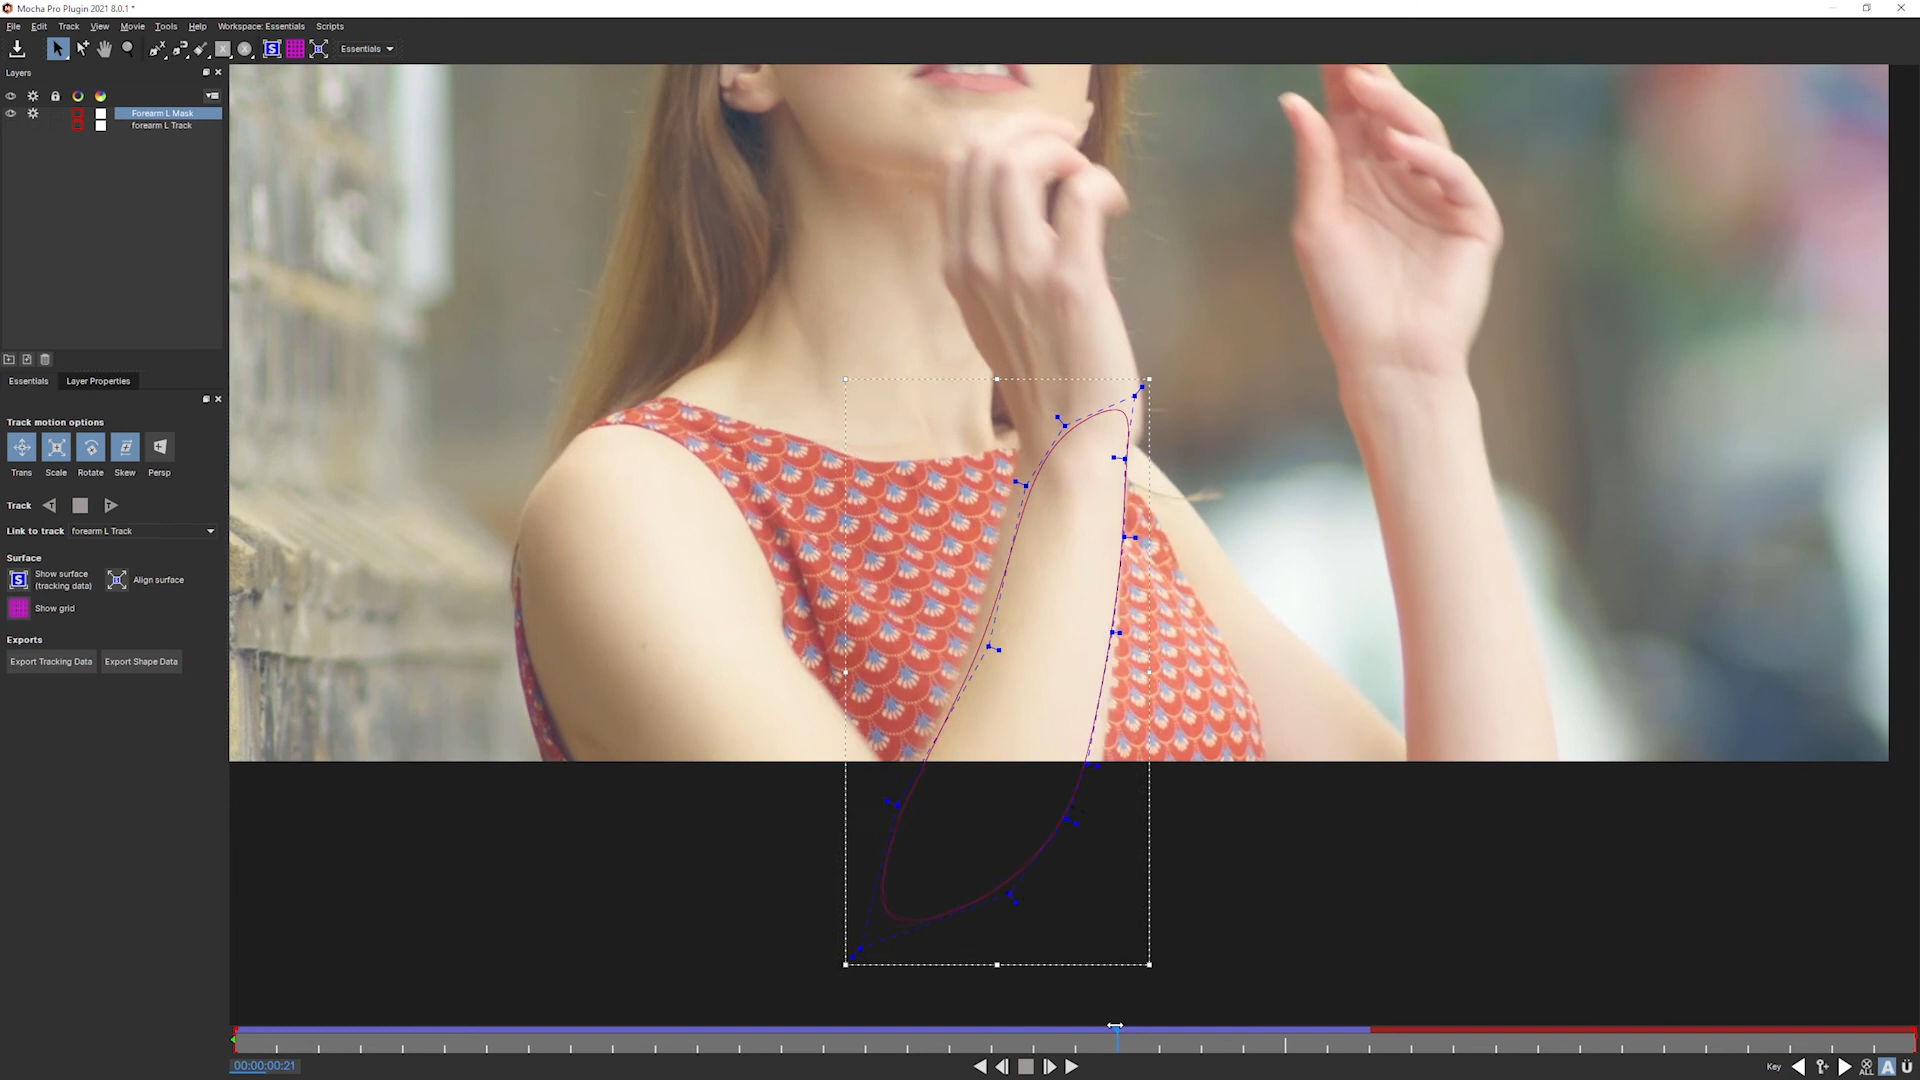 Mocha Pro Plugin 2021 8.0.1 *
File Edit Track View Movie Tools Help Workspace: Essentials Scripts
Essentials
Layers
Forearm L Mask
forearm L Track
Essentials Layer Properties
Track motion options
Trans Scale Rotate Skew Persp
Track
Link to track forearm L Track
Surface
Show surface
(tracking data)
Align surface
Show grid
Exports
Export Tracking Data Export Shape Data
00:00:00:21
Key
ALL
A Ü